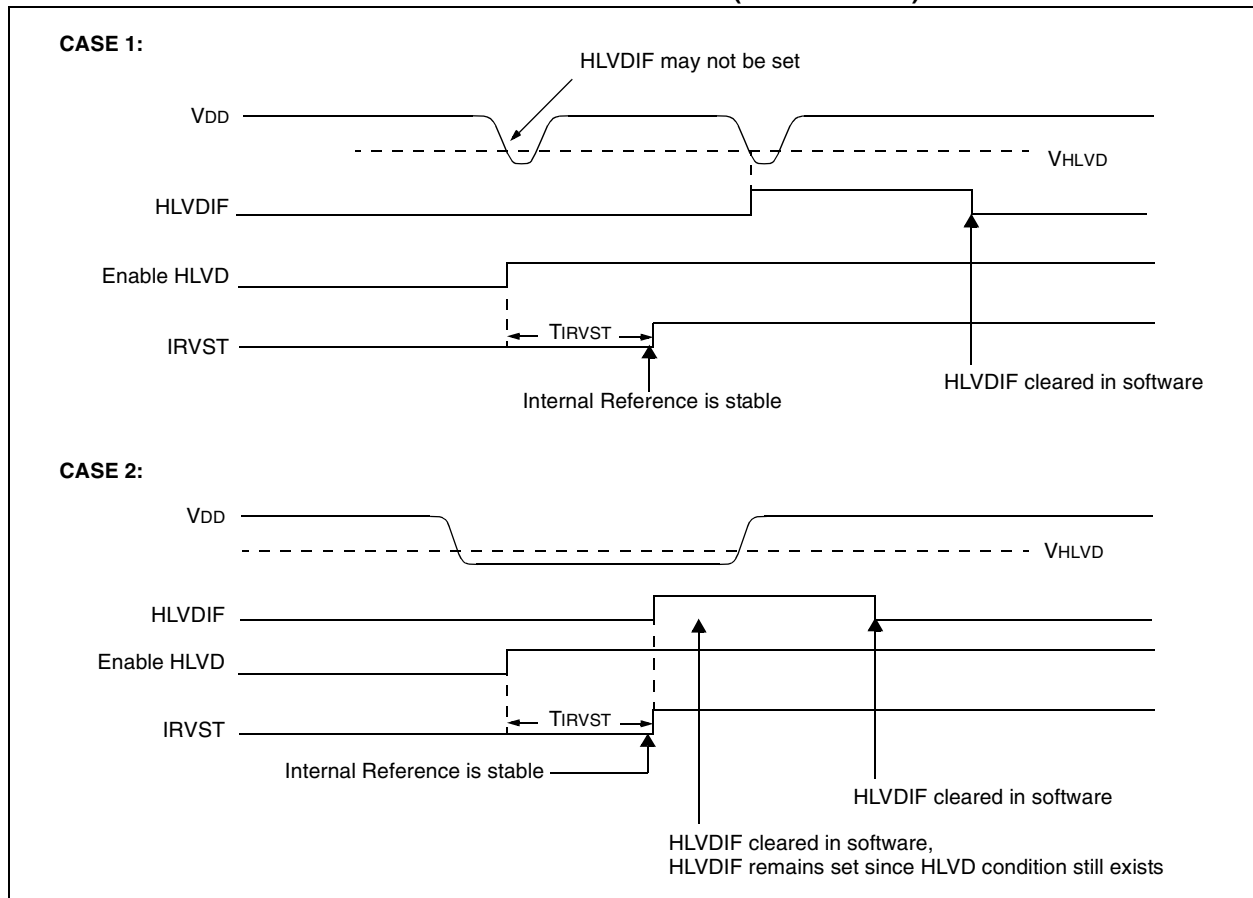 CASE 1:
HLVDIF may not be set
VDD
VHLVD
HLVDIF
Enable HLVD
TIRVST
IRVST
HLVDIF cleared in software
Internal Reference is stable
CASE 2:
VDD
VHLVD
HLVDIF
Enable HLVD
TIRVST
IRVST
Internal Reference is stable
HLVDIF cleared in software
HLVDIF cleared in software,
HLVDIF remains set since HLVD condition still exists